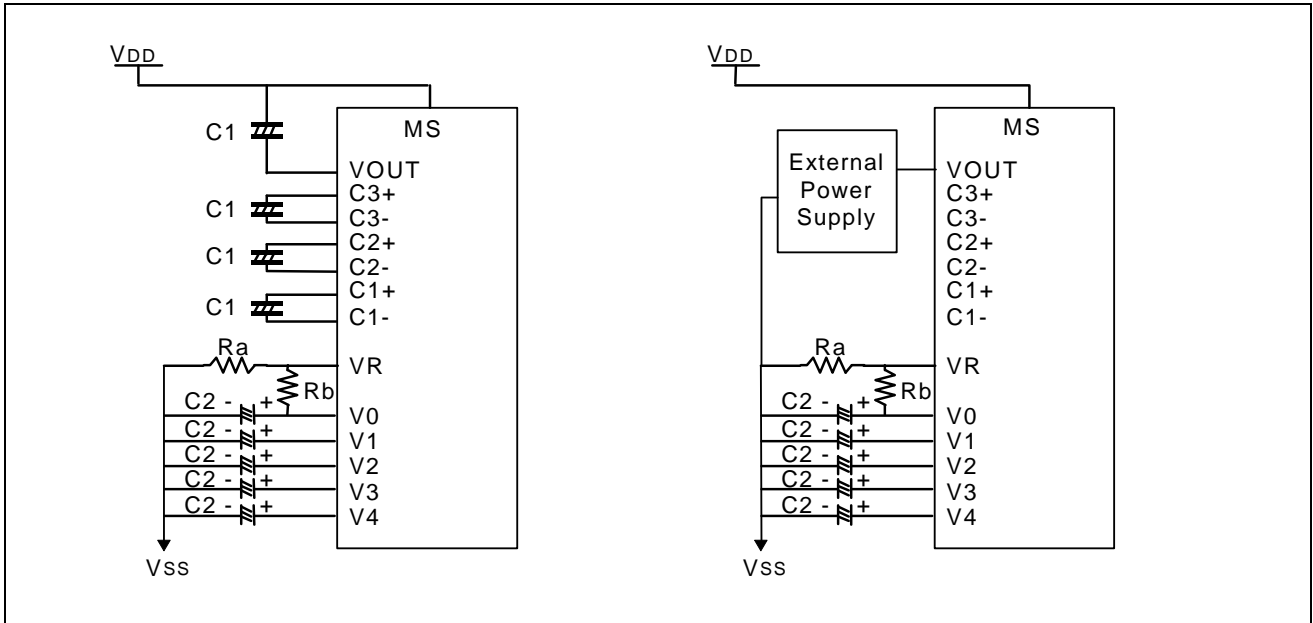 VDD
MS
C1
VOUT
C3+
C1
C3-
C2+
C1
C2-
C1+
C1
C1-
Ra
VR
Rb
C2 - +
V0
C2 - +
V1
C2 - +
V2
C2 - +
V3
C2 - +
V4
VSS
VDD
MS
External
Power
Supply
VOUT
C3+
C3-
C2+
C2-
C1+
C1-
Ra
VR
Rb
C2 - +
V0
C2 - +
V1
C2 - +
V2
C2 - +
V3
C2 - +
V4
VSS